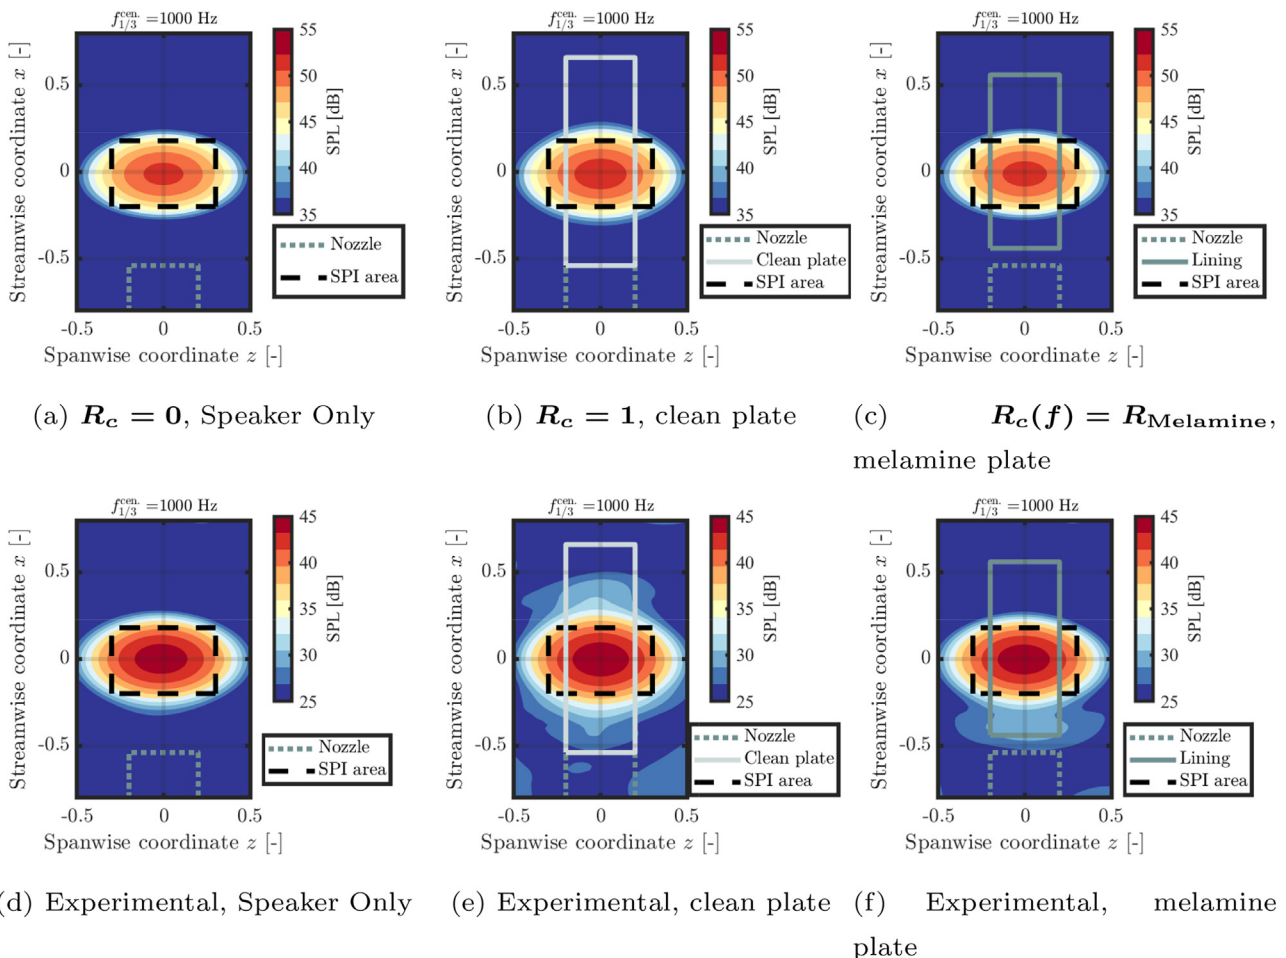 f^{cen.}_{1/3} =1000 Hz
f^{cen.}_{1/3} =1000 Hz
f^{cen.}_{1/3} =1000 Hz
Streamwise coordinate x [-]
0.5
0
-0.5
-0.5 0 0.5
Spanwise coordinate z [-]
55
50
45
40
35
SPL [dB]
Nozzle
SPI area
Streamwise coordinate x [-]
0.5
0
-0.5
-0.5 0 0.5
Spanwise coordinate z [-]
55
50
45
40
35
SPL [dB]
Nozzle
Clean plate
SPI area
Streamwise coordinate x [-]
0.5
0
-0.5
-0.5 0 0.5
Spanwise coordinate z [-]
55
50
45
40
35
SPL [dB]
Nozzle
Lining
SPI area
(a) R_c = 0, Speaker Only
(b) R_c = 1, clean plate
(c) R_c(f) = R_Melamine,
melamine plate
f^{cen.}_{1/3} =1000 Hz
f^{cen.}_{1/3} =1000 Hz
f^{cen.}_{1/3} =1000 Hz
Streamwise coordinate x [-]
0.5
0
-0.5
-0.5 0 0.5
Spanwise coordinate z [-]
45
40
35
30
25
SPL [dB]
Nozzle
SPI area
Streamwise coordinate x [-]
0.5
0
-0.5
-0.5 0 0.5
Spanwise coordinate z [-]
45
40
35
30
25
SPL [dB]
Nozzle
Clean plate
SPI area
Streamwise coordinate x [-]
0.5
0
-0.5
-0.5 0 0.5
Spanwise coordinate z [-]
45
40
35
30
25
SPL [dB]
Nozzle
Lining
SPI area
(d) Experimental, Speaker Only
(e) Experimental, clean plate
(f) Experimental, melamine
plate